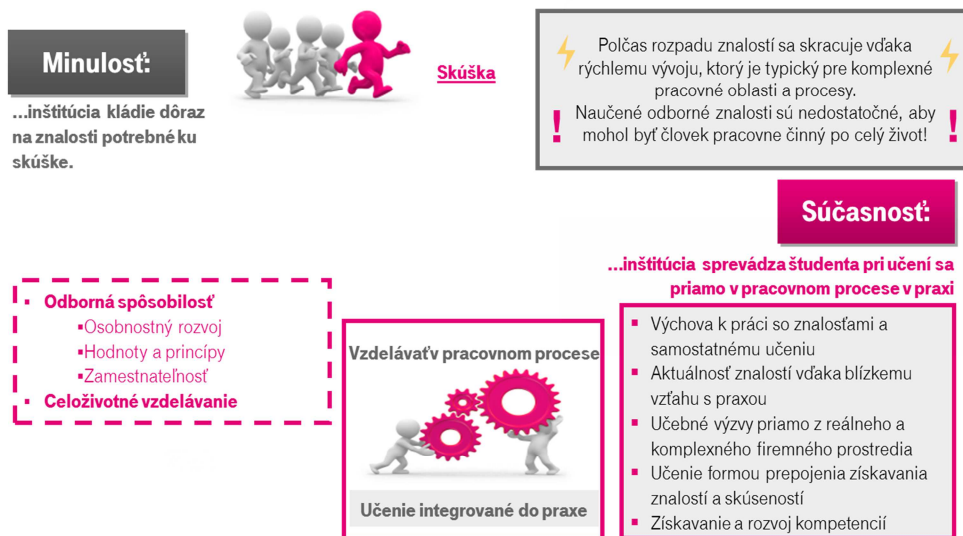 Minulosť:
...inštitúcia kládie dôraz
na znalosti potrebné ku
skúške.
Skúška
Polčas rozpadu znalostí sa skracuje vďaka
rýchlemu vývoju, ktorý je typický pre komplexné
pracovné oblasti a procesy.
! Naučené odborné znalosti sú nedostatočné, aby !
mohol byť človek pracovne činný po celý život!
Súčasnosť:
...inštitúcia sprevádza študenta pri učení sa
priamo v pracovnom procese v praxi
▪ Odborná spôsobilosť
▪Osobnostný rozvoj
▪Hodnoty a princípy
▪Zamestnateľnosť
▪ Celoživotné vzdelávanie
Vzdelávaťv pracovnom procese
Učenie integrované do praxe
▪ Výchova k práci so znalosťami a
samostatnému učeniu
▪ Aktuálnosť znalostí vďaka blízkemu
vzťahu s praxou
▪ Učebné výzvy priamo z reálneho a
komplexného firemného prostredia
▪ Učenie formou prepojenia získavania
znalostí a skúseností
▪ Získavanie a rozvoj kompetencií